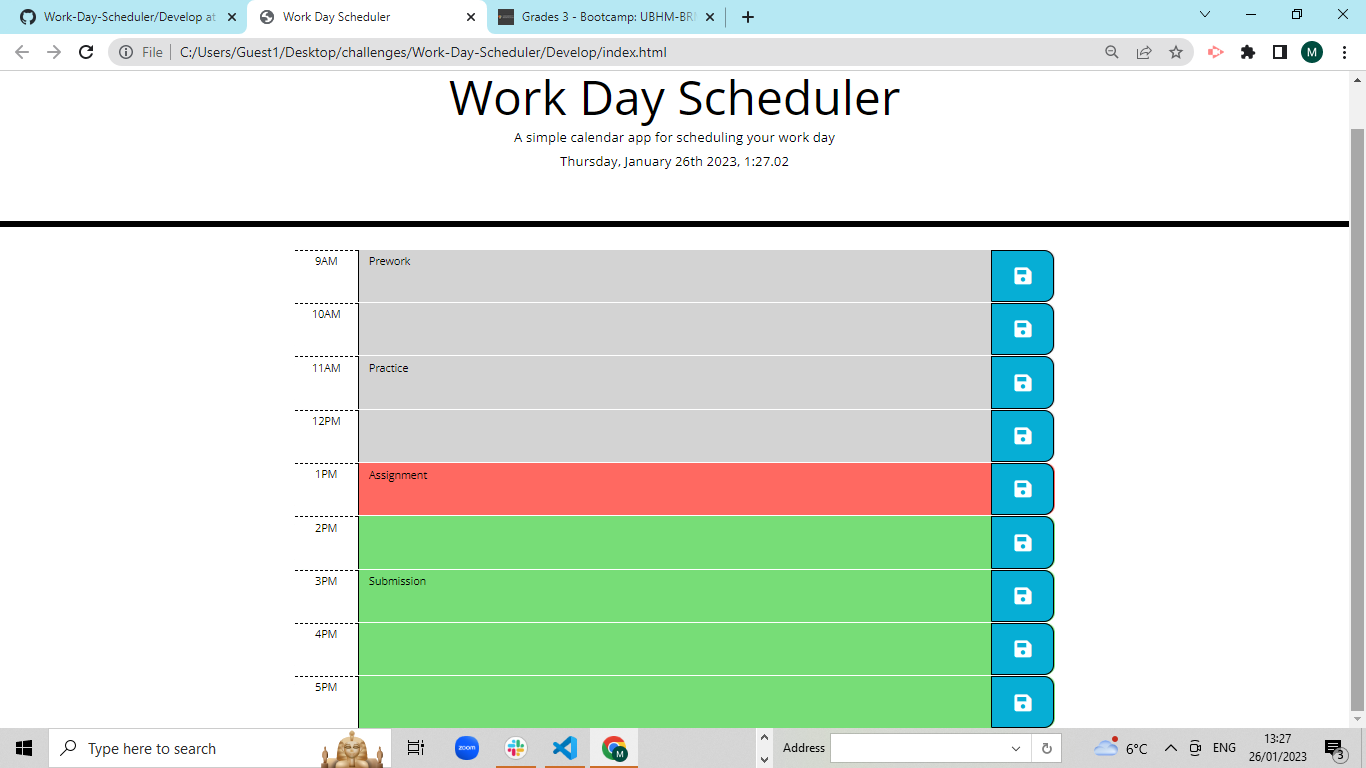 Work-Day-Scheduler/Develop at
Work Day Scheduler
Grades 3 - Bootcamp: UBHM-BR
File
C:/Users/Guest1/Desktop/challenges/Work-Day-Scheduler/Develop/index.html
M
Work Day Scheduler
A simple calendar app for scheduling your work day
Thursday, January 26th 2023, 1:27.02
9AM Prework
10AM
11AM Practice
12PM
1PM Assignment
2PM
3PM Submission
4PM
5PM
Type here to search
zoom
M
Address
6°C
ENG
13:27
26/01/2023
3